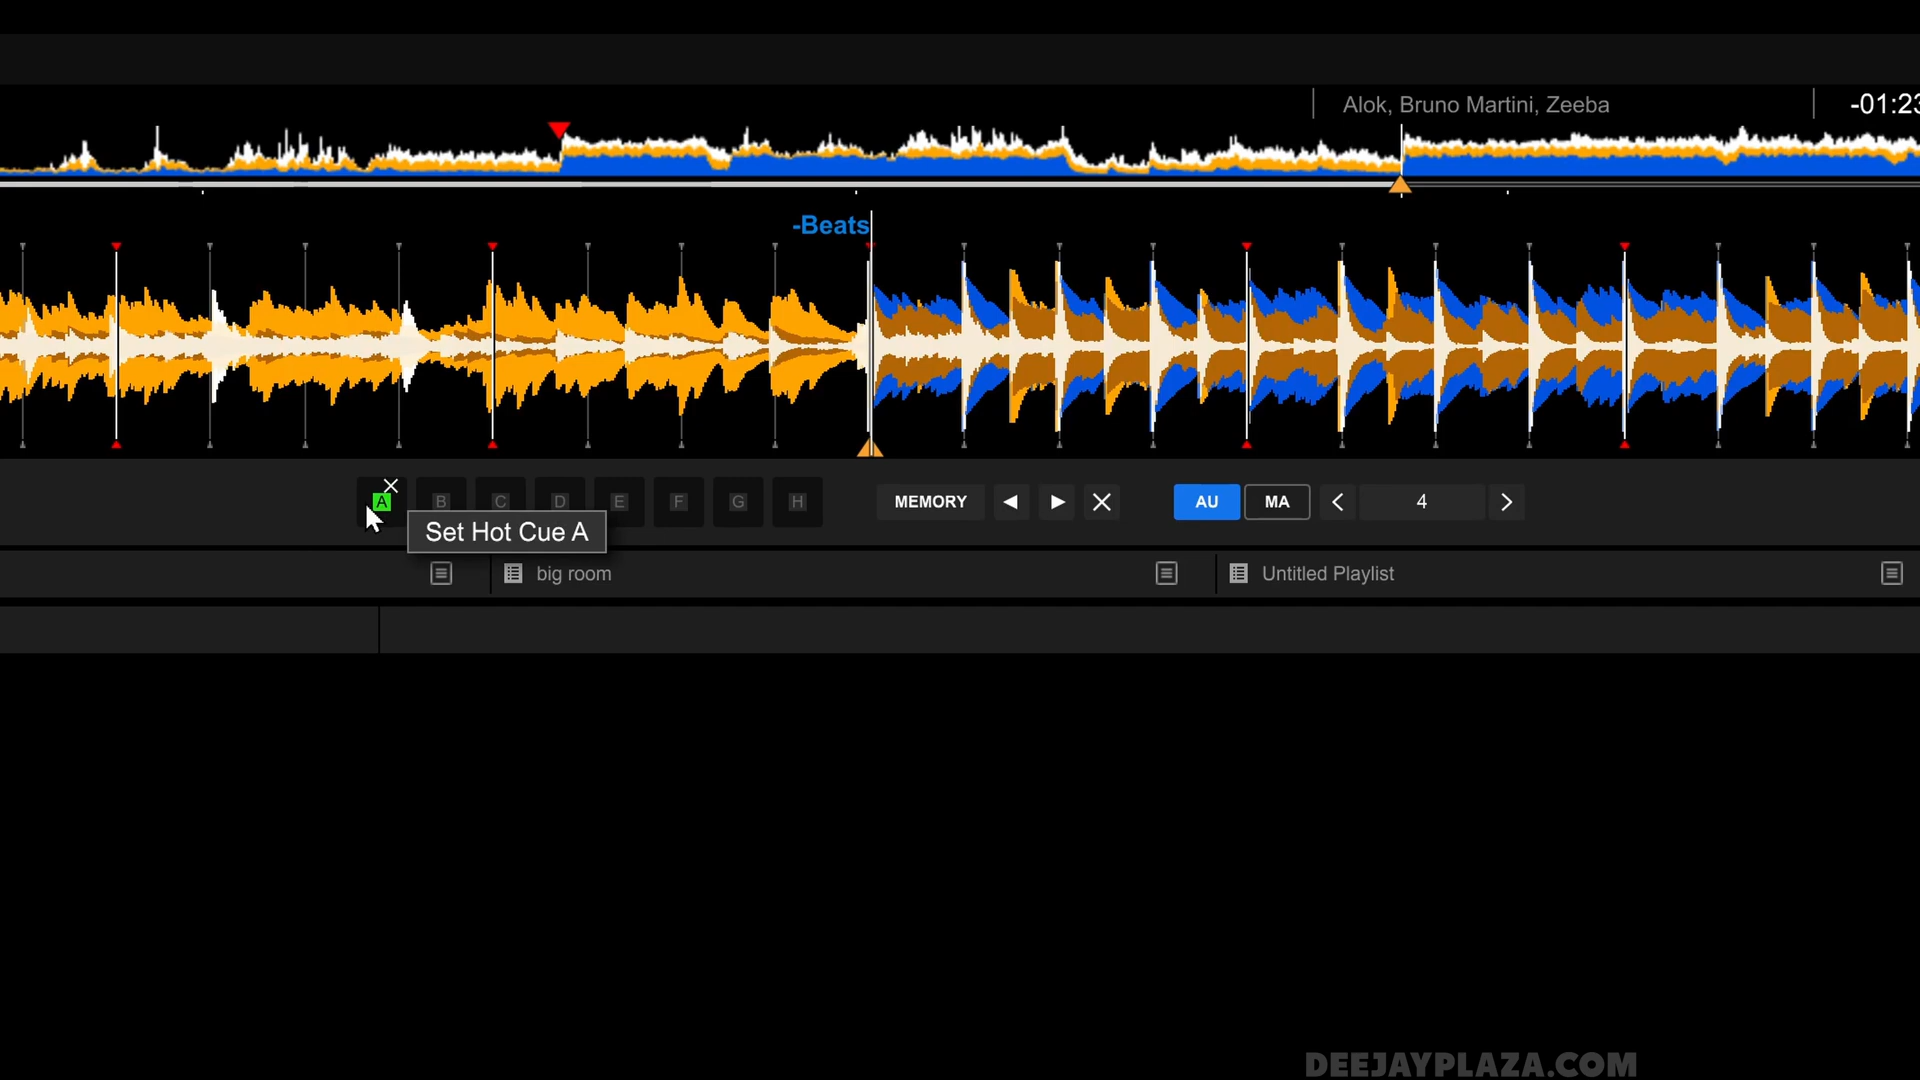 Alok, Bruno Martini, Zeeba
-01:23
-Beats
A B C D E F G H
MEMORY
AU MA 4
Set Hot Cue A
big room
Untitled Playlist
DEEJAYPLAZA.COM